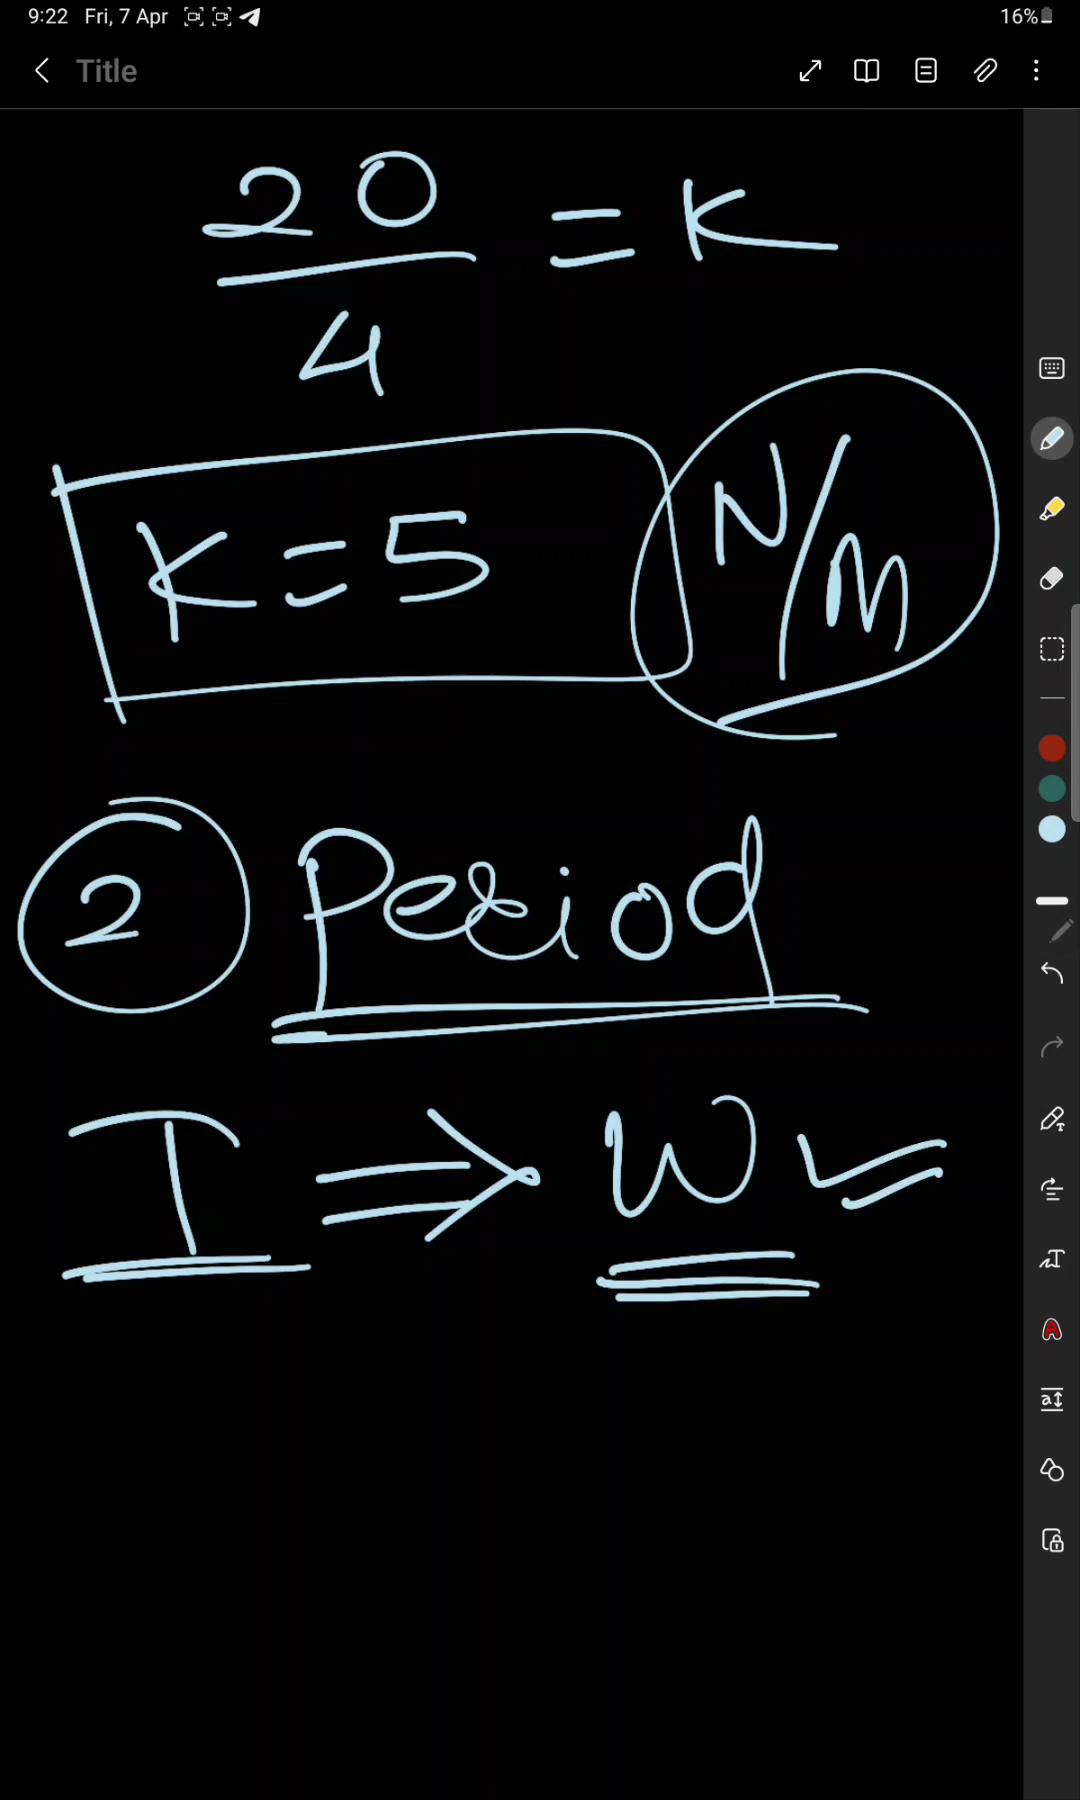 9:22 Fri, 7 Apr 16%
Title
20
= K
4
K = 5 N/m
2 Period
T ⇒ W